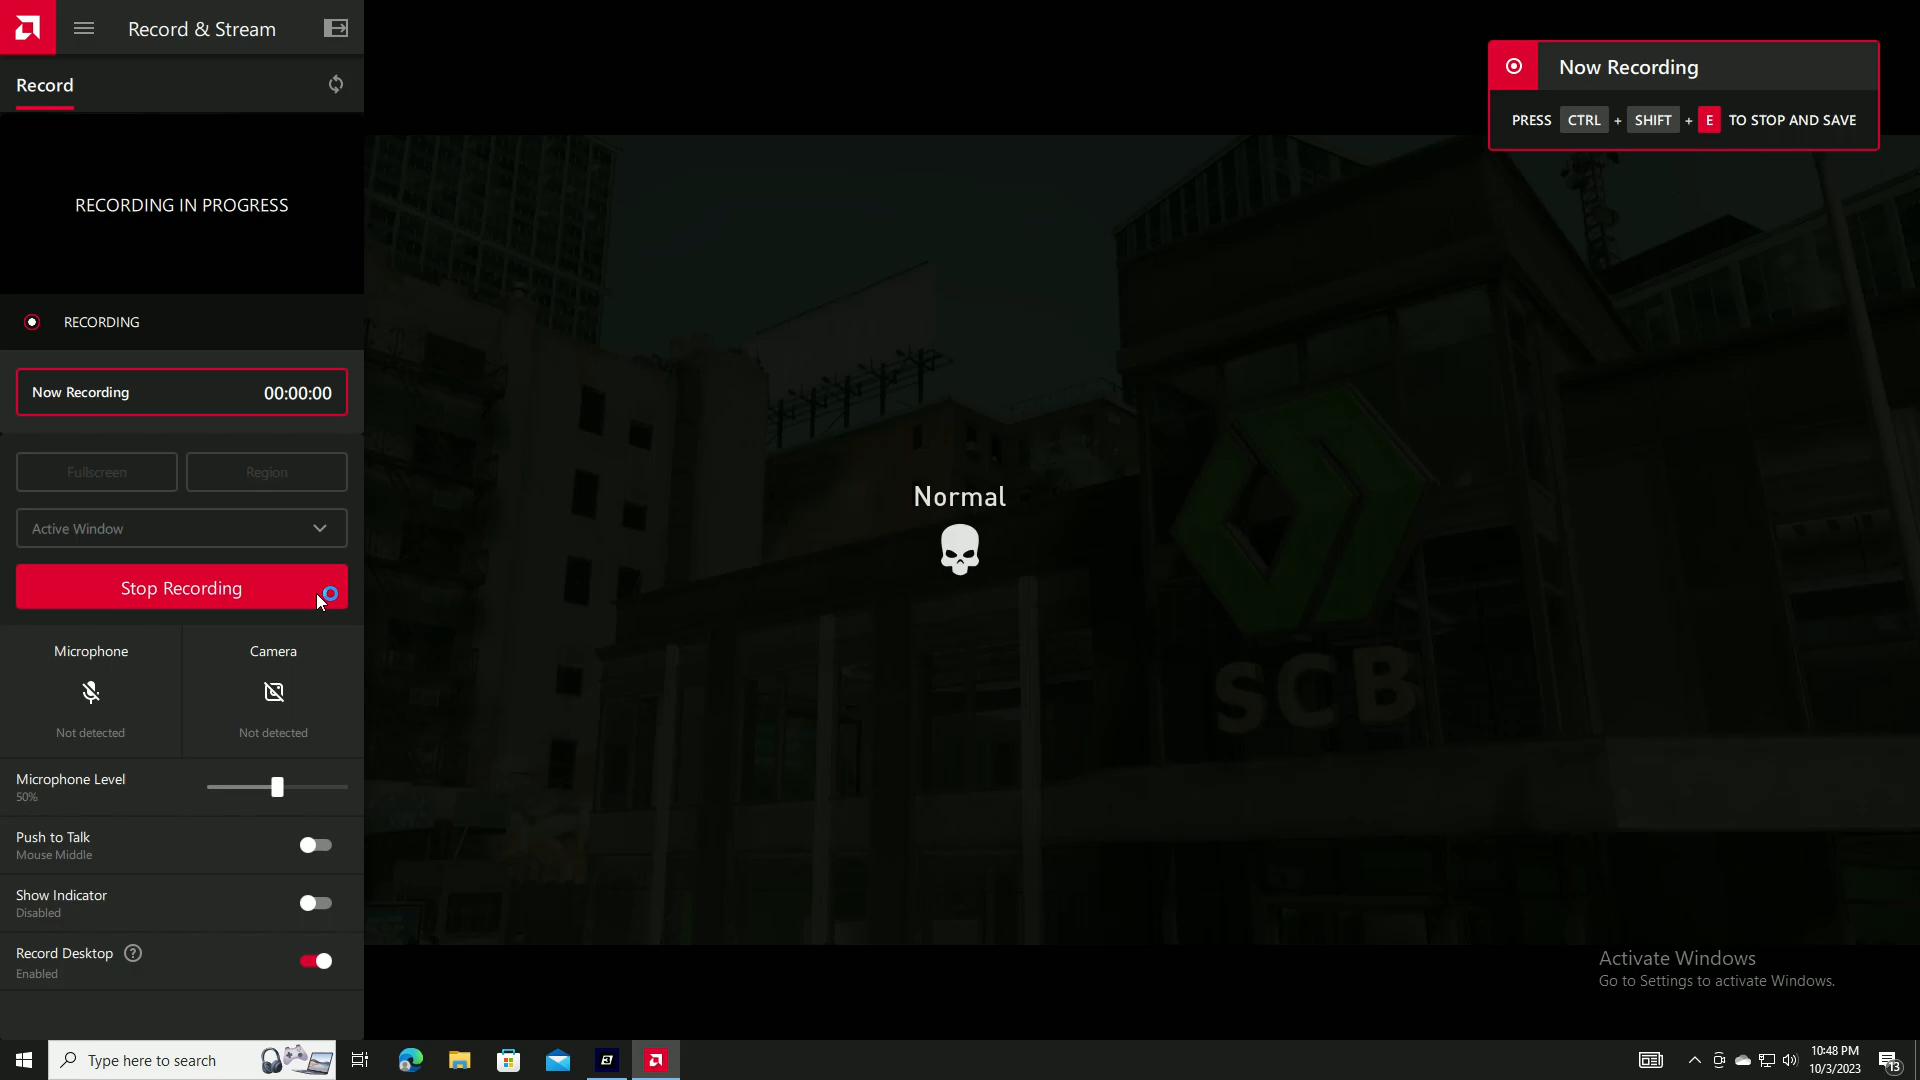 Record & Stream
Record
RECORDING IN PROGRESS
RECORDING
Now Recording 00:00:00
Fullscreen Region
Active Window
Stop Recording
Microphone Camera
Not detected Not detected
Microphone Level
50%
Push to Talk
Mouse Middle
Show Indicator
Disabled
Record Desktop ?
Enabled
Now Recording
PRESS CTRL + SHIFT + E TO STOP AND SAVE
Normal
SCB
Activate Windows
Go to Settings to activate Windows.
Type here to search
10:48 PM
10/3/2023
13